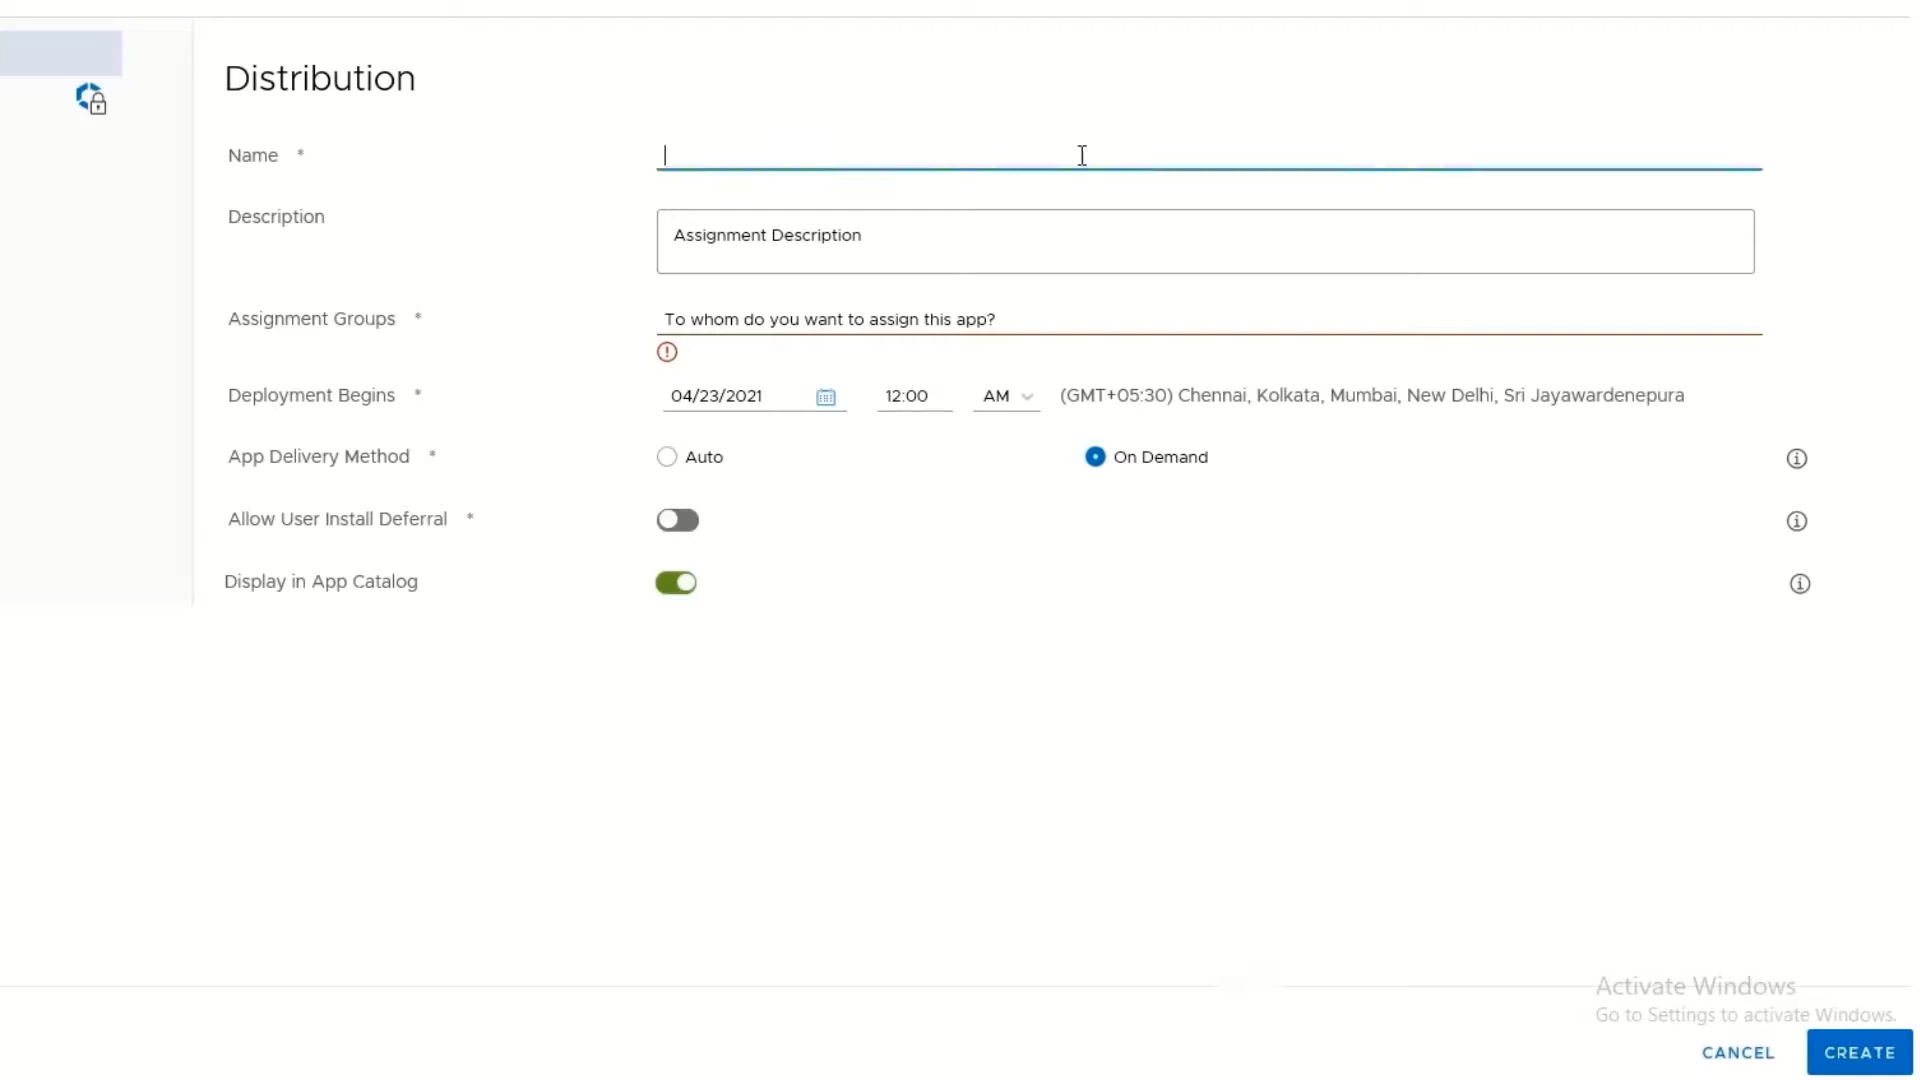 Distribution
Name *
Description
Assignment Description
Assignment Groups *
To whom do you want to assign this app?
Deployment Begins *
04/23/2021 12:00 AM (GMT+05:30) Chennai, Kolkata, Mumbai, New Delhi, Sri Jayawardenepura
App Delivery Method *
Auto On Demand
Allow User Install Deferral *
Display in App Catalog
Activate Windows
Go to Settings to activate Windows.
CANCEL CREATE